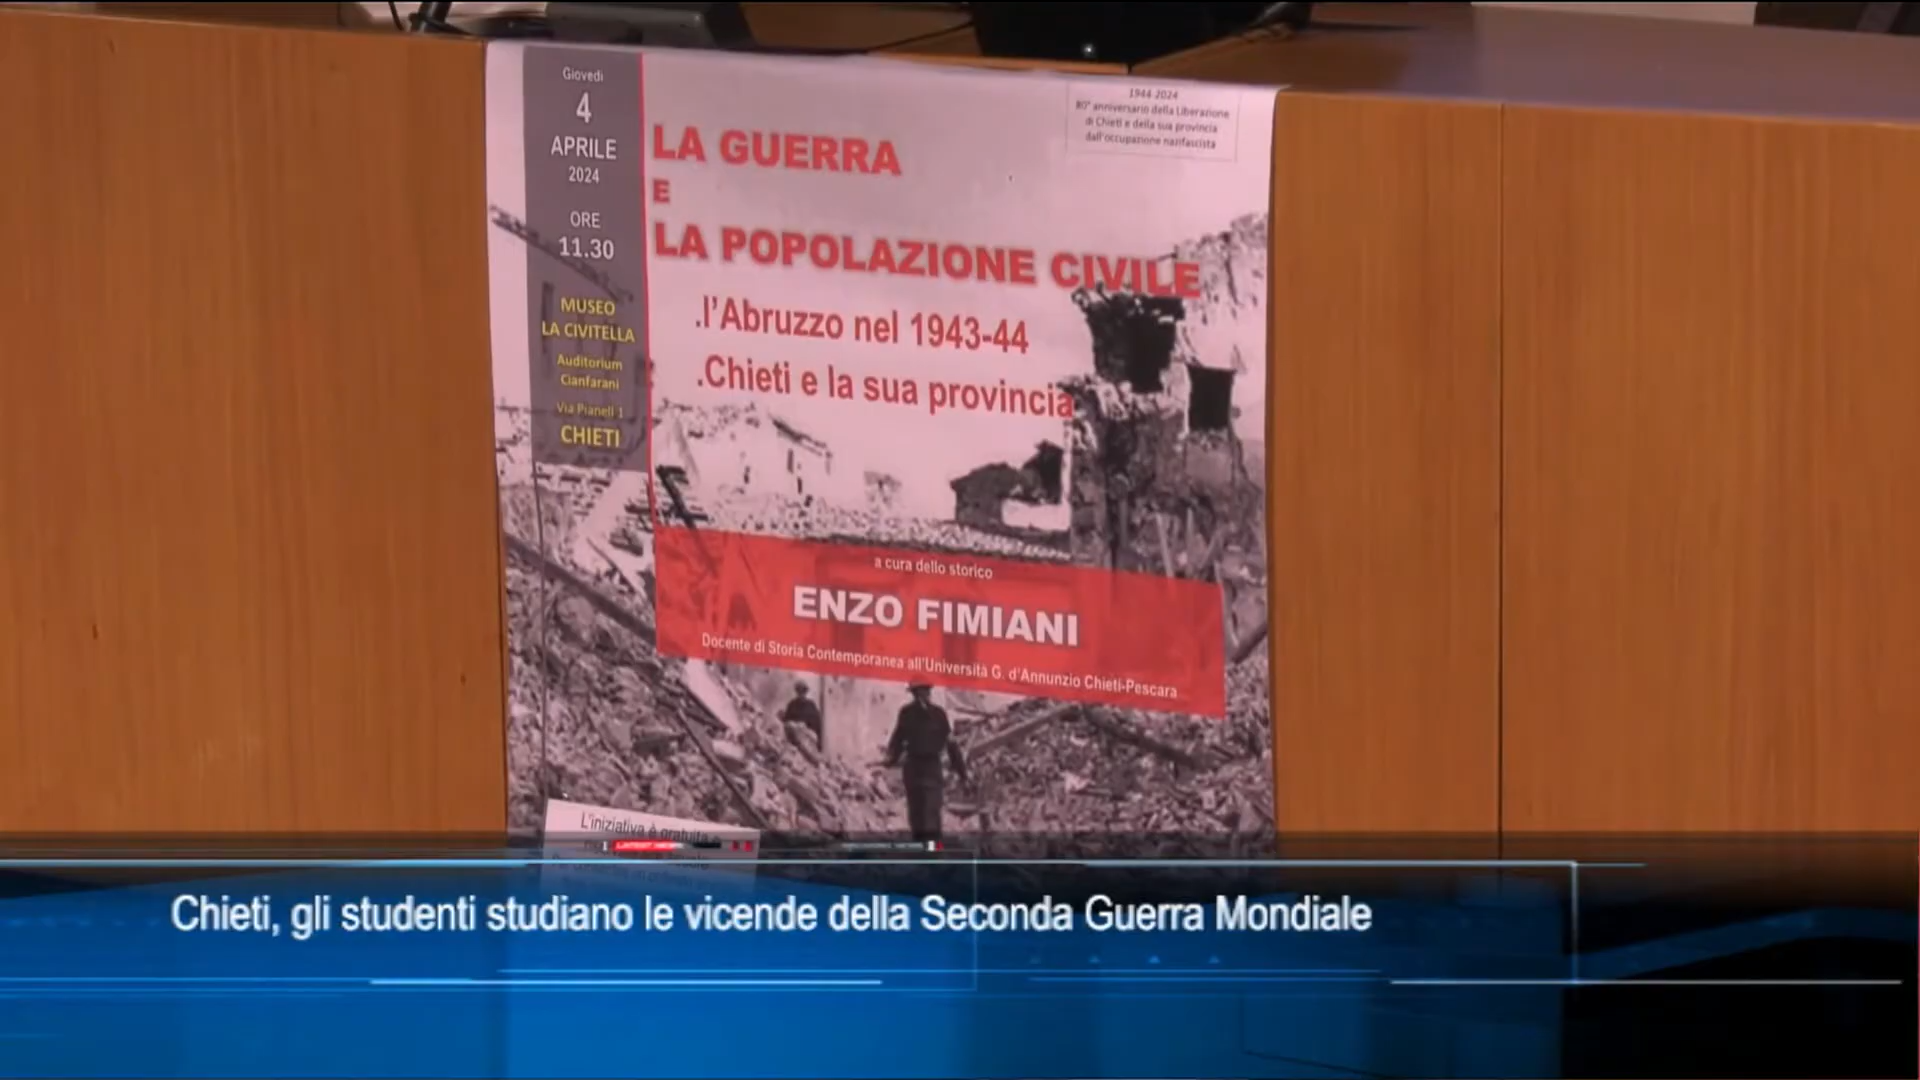 Giovedì
4
APRILE
2024
ORE
11.30
MUSEO
LA CIVITELLA
Auditorium
Cianfarani
Via Pianell 1
CHIETI
1944-2024
80° anniversario della Liberazione
di Chieti e della sua provincia
dall'occupazione nazifascista
LA GUERRA
E
LA POPOLAZIONE CIVILE
.l'Abruzzo nel 1943-44
.Chieti e la sua provincia
a cura dello storico
ENZO FIMIANI
Docente di Storia Contemporanea all'Università G. d'Annunzio Chieti-Pescara
L'iniziativa è gratuita
Chieti, gli studenti studiano le vicende della Seconda Guerra Mondiale